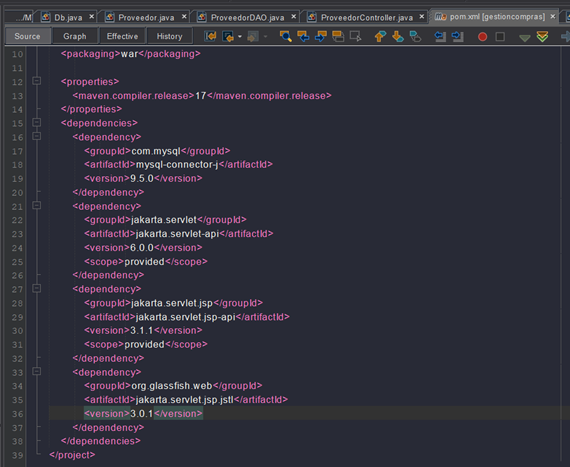 .../M
Db.java
Proveedor.java
ProveedorDAO.java
ProveedorController.java
pom.xml [gestioncompras]
Source
Graph
Effective
History
10 <packaging>war</packaging>
11
12 <properties>
13 <maven.compiler.release>17</maven.compiler.release>
14 </properties>
15 <dependencies>
16 <dependency>
17 <groupId>com.mysql</groupId>
18 <artifactId>mysql-connector-j</artifactId>
19 <version>9.5.0</version>
20 </dependency>
21 <dependency>
22 <groupId>jakarta.servlet</groupId>
23 <artifactId>jakarta.servlet-api</artifactId>
24 <version>6.0.0</version>
25 <scope>provided</scope>
26 </dependency>
27 <dependency>
28 <groupId>jakarta.servlet.jsp</groupId>
29 <artifactId>jakarta.servlet.jsp-api</artifactId>
30 <version>3.1.1</version>
31 <scope>provided</scope>
32 </dependency>
33 <dependency>
34 <groupId>org.glassfish.web</groupId>
35 <artifactId>jakarta.servlet.jsp.jstl</artifactId>
36 <version>3.0.1</version>
37 </dependency>
38 </dependencies>
39 </project>